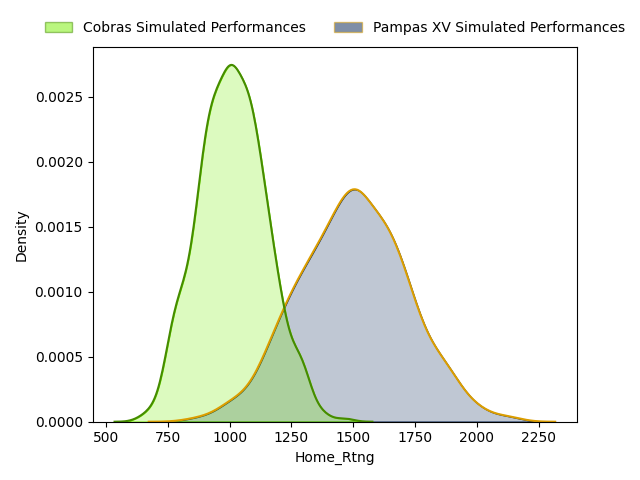 Cobras Simulated Performances Pampas XV Simulated Performances
0.0025
0.0020
0.0015
0.0010
0.0005
0.0000
Density
500 750 1000 1250 1500 1750 2000 2250
Home_Rtng